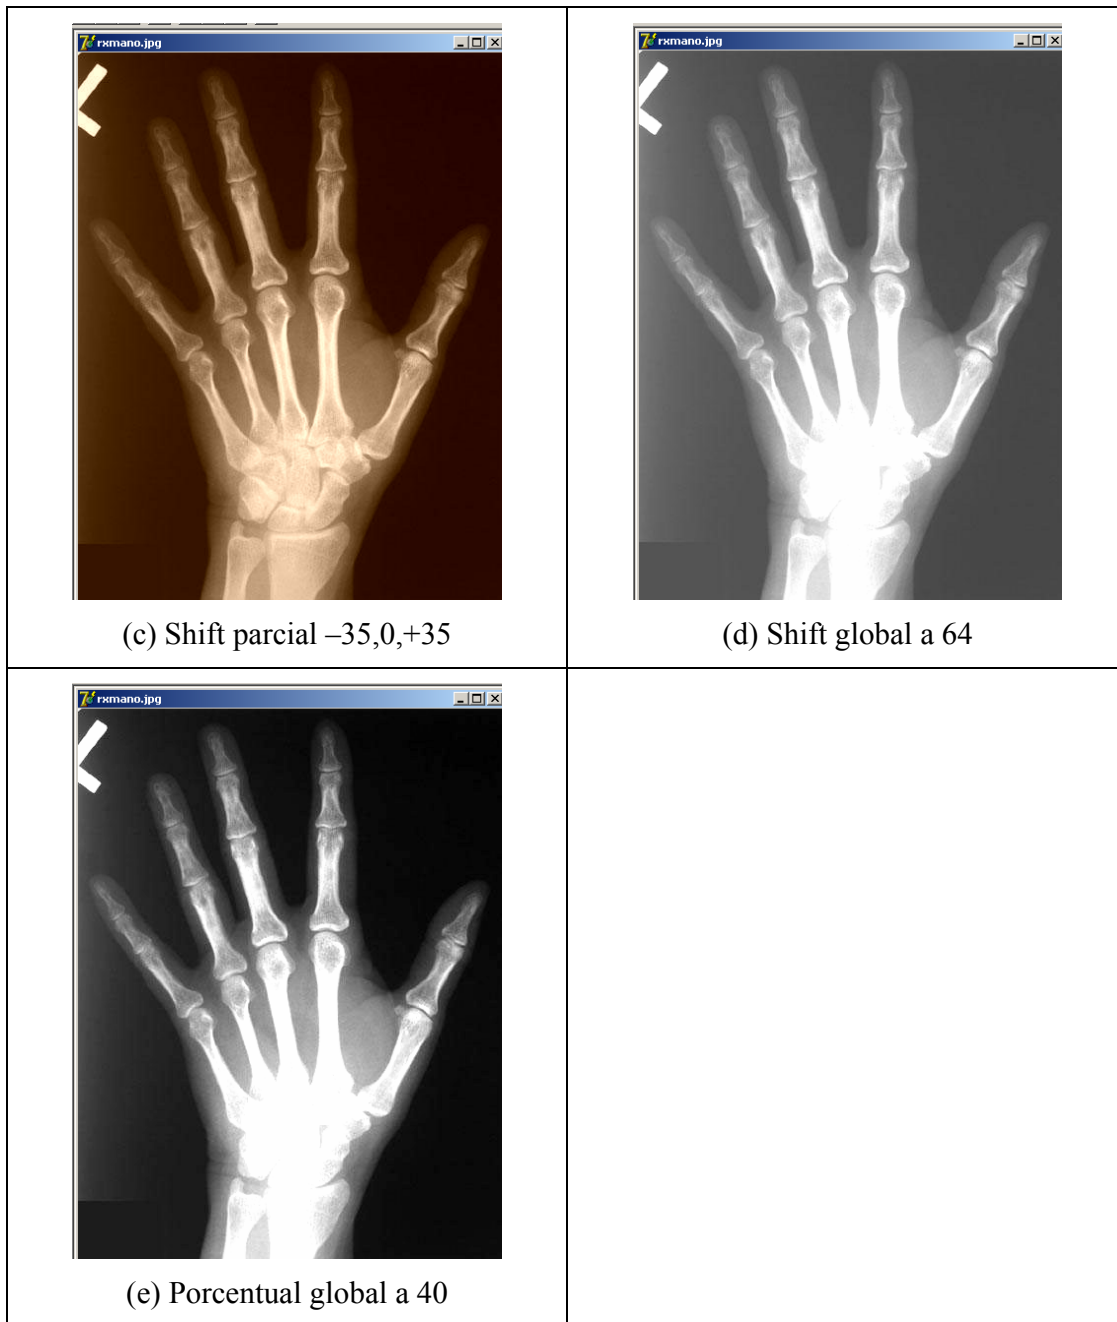 rxmano.jpg
rxmano.jpg
(c) Shift parcial –35,0,+35
(d) Shift global a 64
rxmano.jpg
(e) Porcentual global a 40